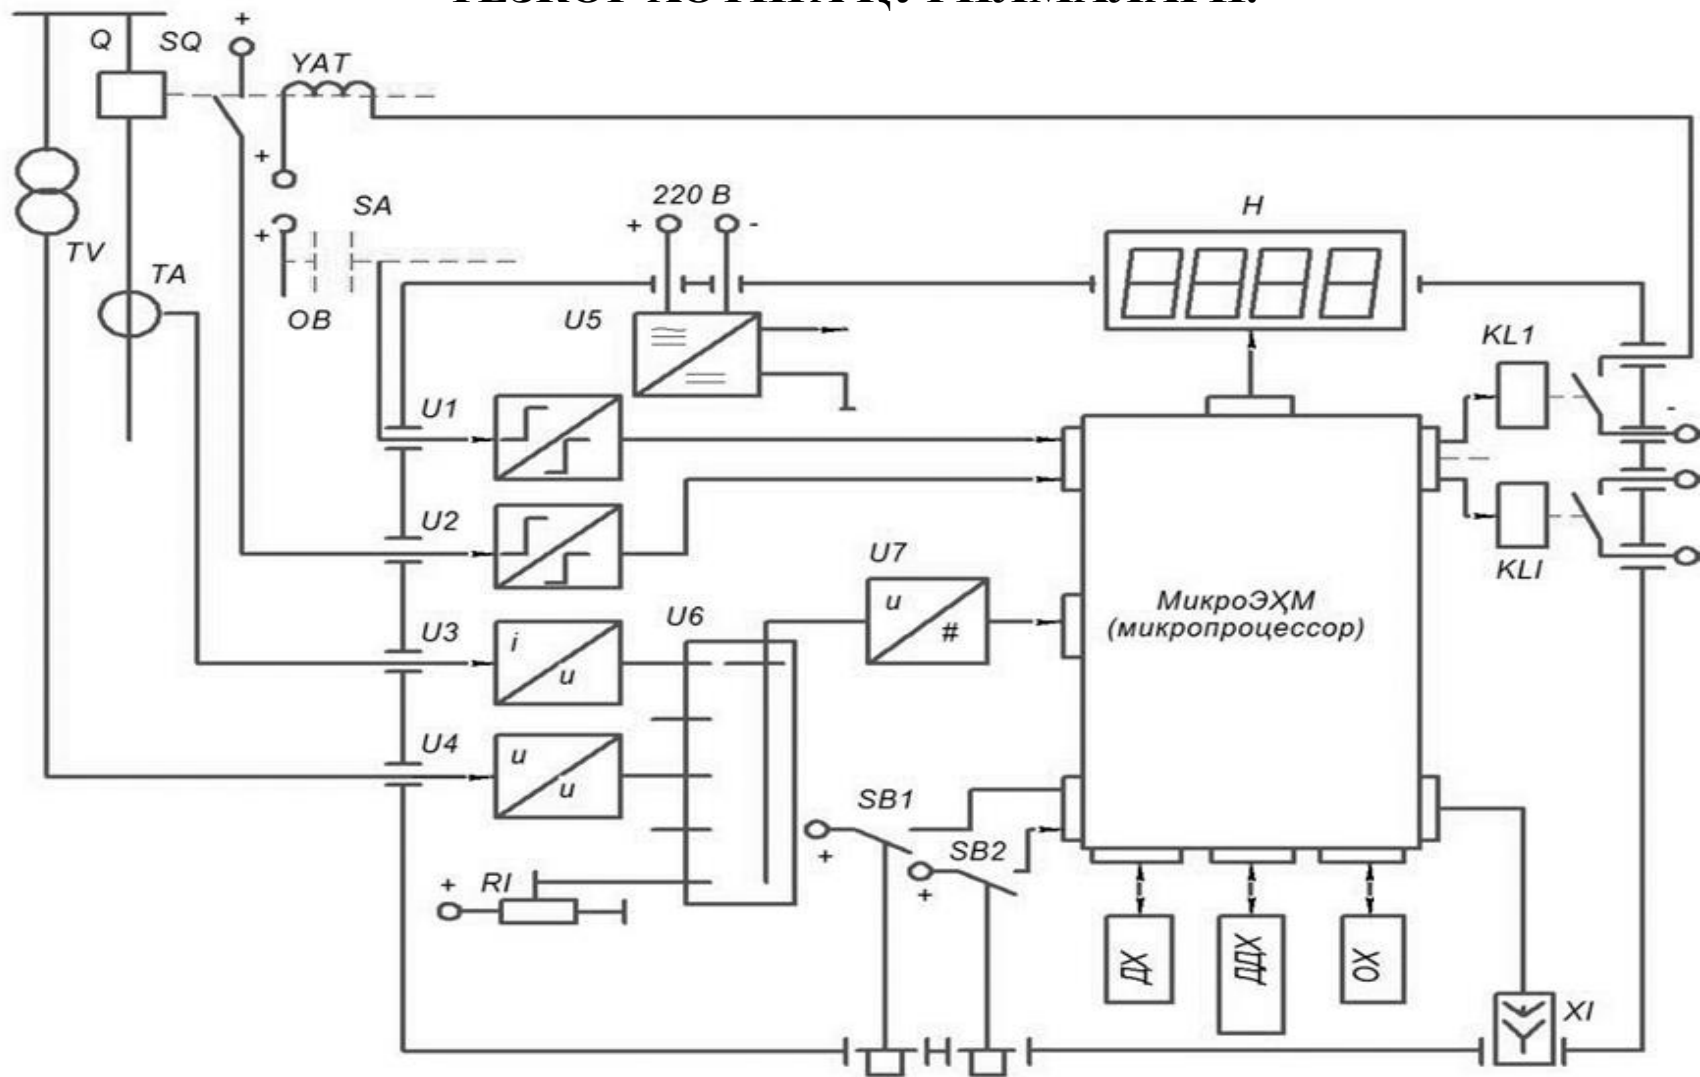 Q
SQ
+
YAT
+
SA
+
TV
TA
OB
220 В
+
-
U5
H
KL1
-
U1
U2
U7
u
#
МикроЭҲМ
(микропроцессор)
KLI
U3
i
u
U6
U4
u
u
SB1
+
SB2
+
+
RI
ДХ
ДДХ
ОХ
XI